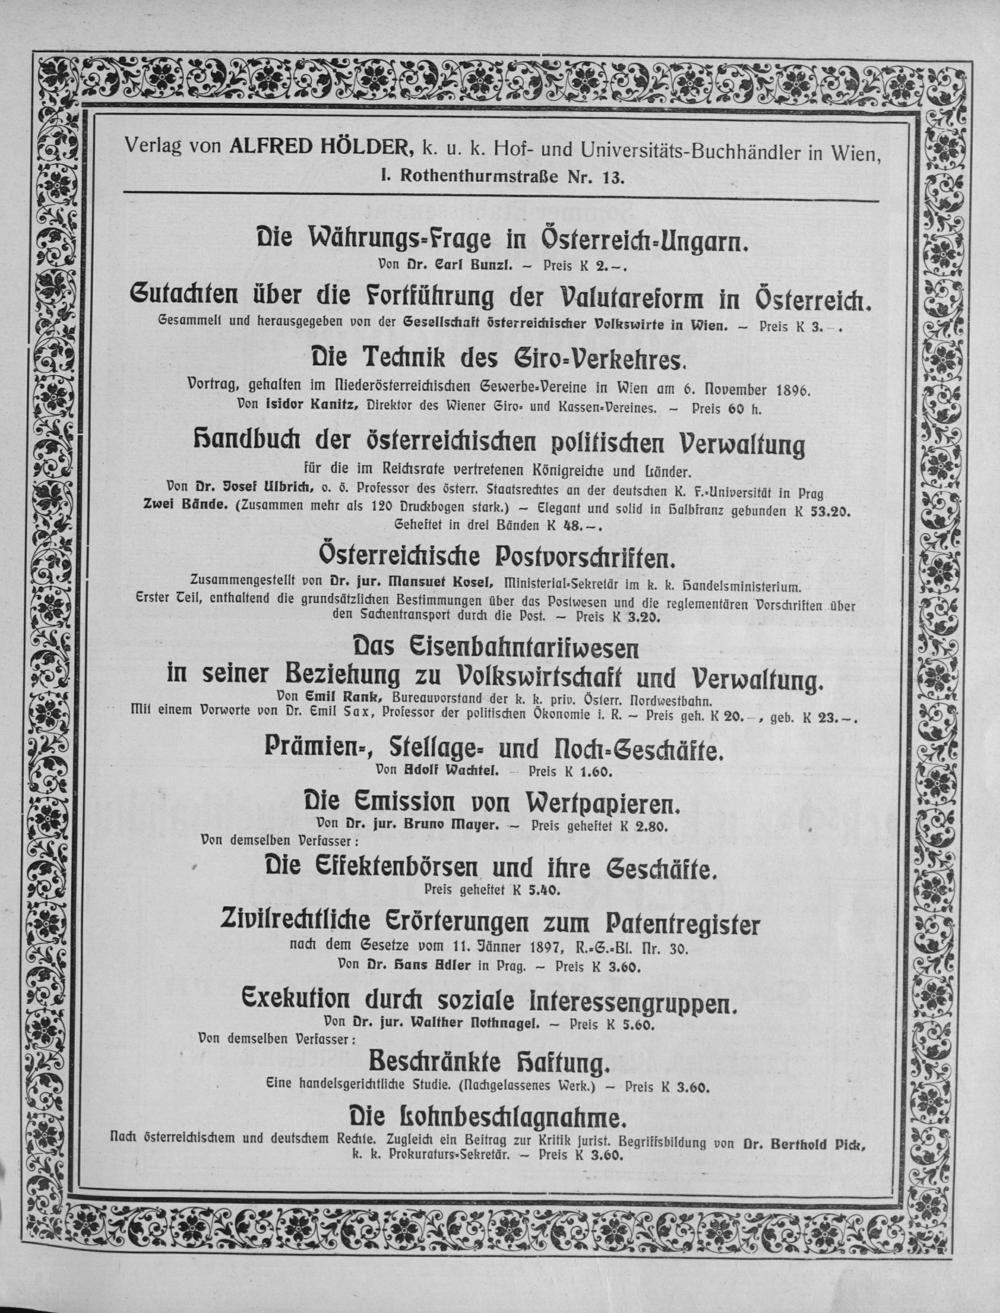 Verlag von ALFRED HÖLDER, k. u. k. Hof- und Universitäts-Buchhändler in Wien,
I. Rothenthurmstraße Nr. 13.
Die Währungs-Frage in Österreich-Ungarn.
Von Dr. Carl Bunzl. — Preis K 2.—.
Gutachten über die Fortführung der Valutareform in Österreich.
Gesammelt und herausgegeben von der Gesellschaft österreichischer Volkswirte in Wien. — Preis K 3.—.
Die Technik des Giro-Verkehres.
Vortrag, gehalten im Niederösterreichischen Gewerbe-Vereine in Wien am 6. November 1896.
Von Isidor Kanitz, Direktor des Wiener Giro- und Kassen-Vereines. — Preis 60 h.
Handbuch der österreichischen politischen Verwaltung
für die im Reichsrate vertretenen Königreiche und Länder.
Von Dr. Josef Ulbrich, o. ö. Professor des österr. Staatsrechtes an der deutschen K. F.-Universität in Prag
Zwei Bände. (Zusammen mehr als 120 Druckbogen stark.) — Elegant und solid in Halbfranz gebunden K 53.20.
Geheftet in drei Bänden K 48.—.
Österreichische Postvorschriften.
Zusammengestellt von Dr. jur. Mansuet Kosel, Ministerial-Sekretär im k. k. Handelsministerium.
Erster Teil, enthaltend die grundsätzlichen Bestimmungen über das Postwesen und die reglementären Vorschriften über
den Sachentransport durch die Post. — Preis K 3.20.
Das Eisenbahntarifwesen
in seiner Beziehung zu Volkswirtschaft und Verwaltung.
Von Emil Rank, Bureauvorstand der k. k. priv. Österr. Nordwestbahn.
Mit einem Vorworte von Dr. Emil Sax, Professor der politischen Ökonomie i. R. — Preis geh. K 20.—, geb. K 23.—.
Prämien-, Stellage- und Noch-Geschäfte.
Von Adolf Wachtel. — Preis K 1.60.
Die Emission von Wertpapieren.
Von Dr. jur. Bruno Mayer. — Preis geheftet K 2.80.
Von demselben Verfasser:
Die Effektenbörsen und ihre Geschäfte.
Preis geheftet K 5.40.
Zivilrechtliche Erörterungen zum Patentregister
nach dem Gesetze vom 11. Jänner 1897, R.-G.-Bl. Nr. 30.
Von Dr. Hans Adler in Prag. — Preis K 3.60.
Exekution durch soziale Interessengruppen.
Von Dr. jur. Walther Nothnagel. — Preis K 5.60.
Von demselben Verfasser:
Beschränkte Haftung.
Eine handelsgerichtliche Studie. (Nachgelassenes Werk.) — Preis K 3.60.
Die Lohnbeschlagnahme.
Nach österreichischem und deutschem Rechte. Zugleich ein Beitrag zur Kritik jurist. Begriffsbildung von Dr. Berthold Pick,
k. k. Prokuraturs-Sekretär. — Preis K 3.60.